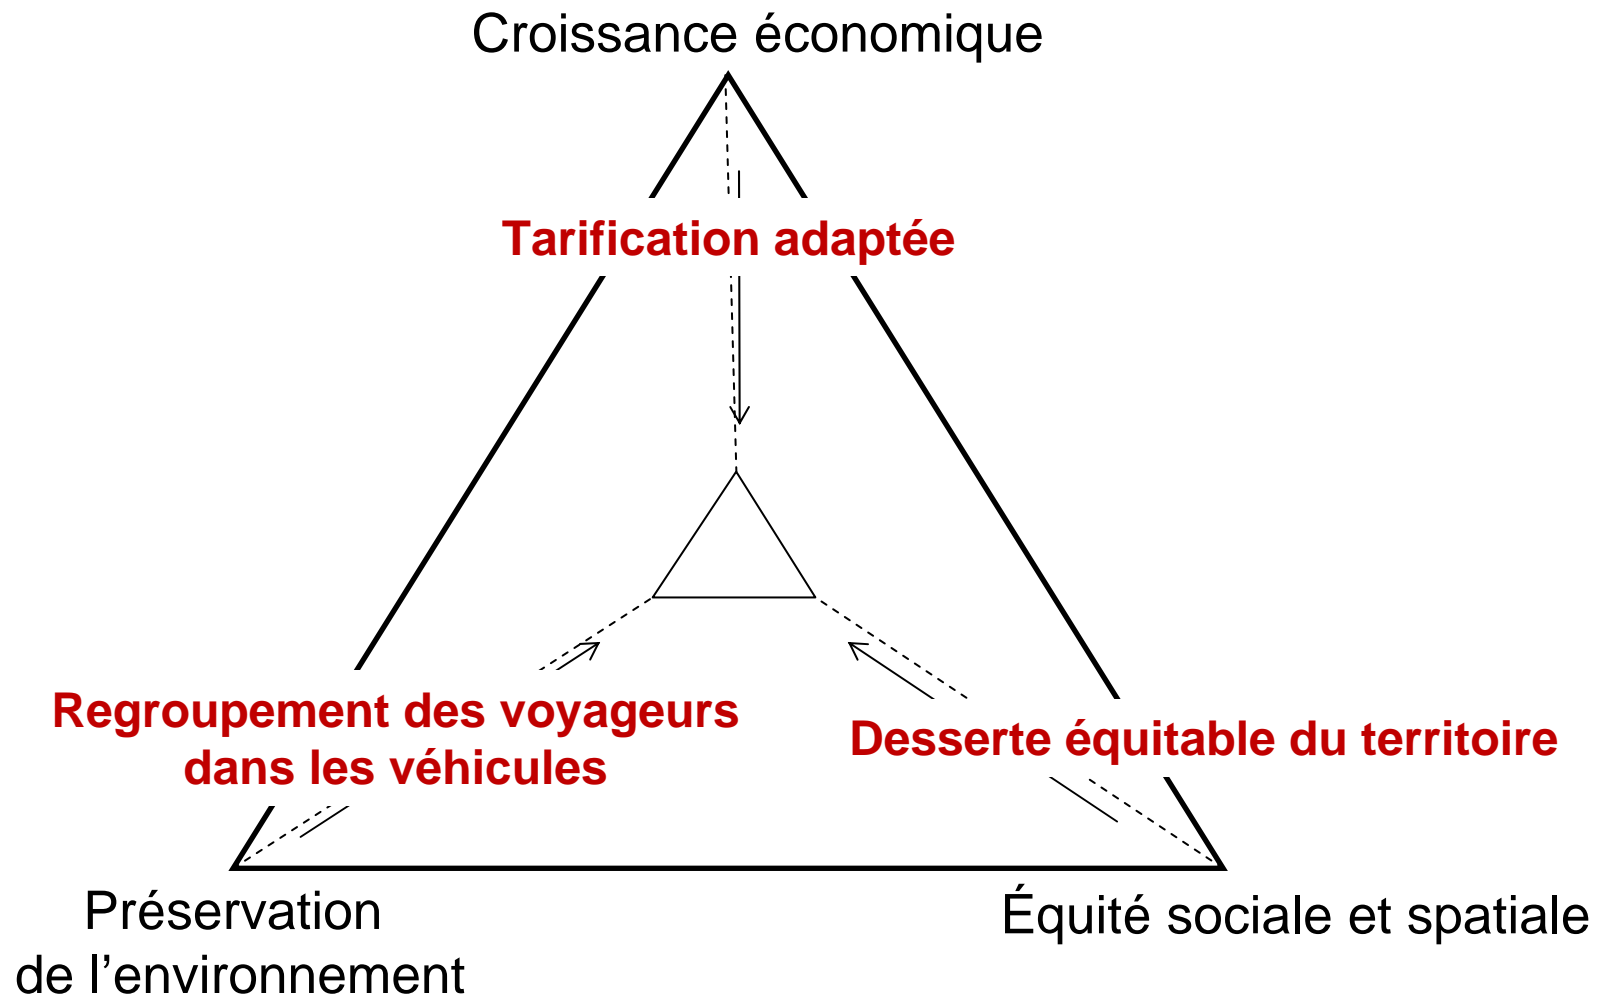 Croissance économique
Tarification adaptée
Regroupement des voyageurs
dans les véhicules
Desserte équitable du territoire
Préservation
de l’environnement
Équité sociale et spatiale